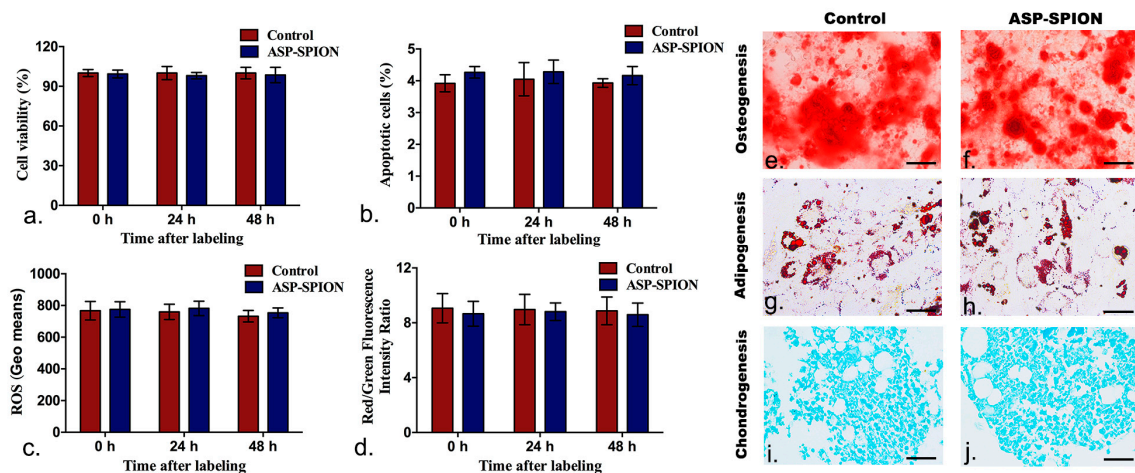 Control
ASP-SPION
Cell viability (%)
120
90
60
30
0
0 h 24 h 48 h
Time after labeling
a.
Control
ASP-SPION
Apoptotic cells (%)
5
4
3
2
1
0
0 h 24 h 48 h
Time after labeling
b.
Control
ASP-SPION
ROS (Geo means)
1000
800
600
400
200
0
0 h 24 h 48 h
Time after labeling
c.
Control
ASP-SPION
Red/Green Fluorescence
Intensity Ratio
12
8
4
0
0 h 24 h 48 h
Time after labeling
d.
Control ASP-SPION
Osteogenesis
e. f.
Adipogenesis
g. h.
Chondrogenesis
i. j.